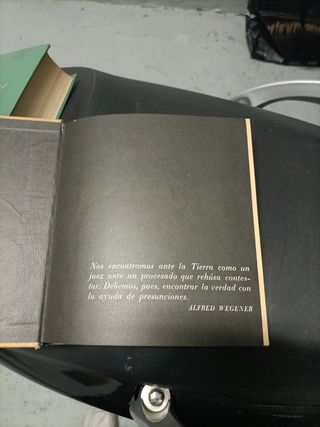 Nos encontramos ante la Tierra como un
juez ante un procesado que rehúsa contes-
tar. Debemos, pues, encontrar la verdad con
la ayuda de presunciones.
ALFRED WEGENER